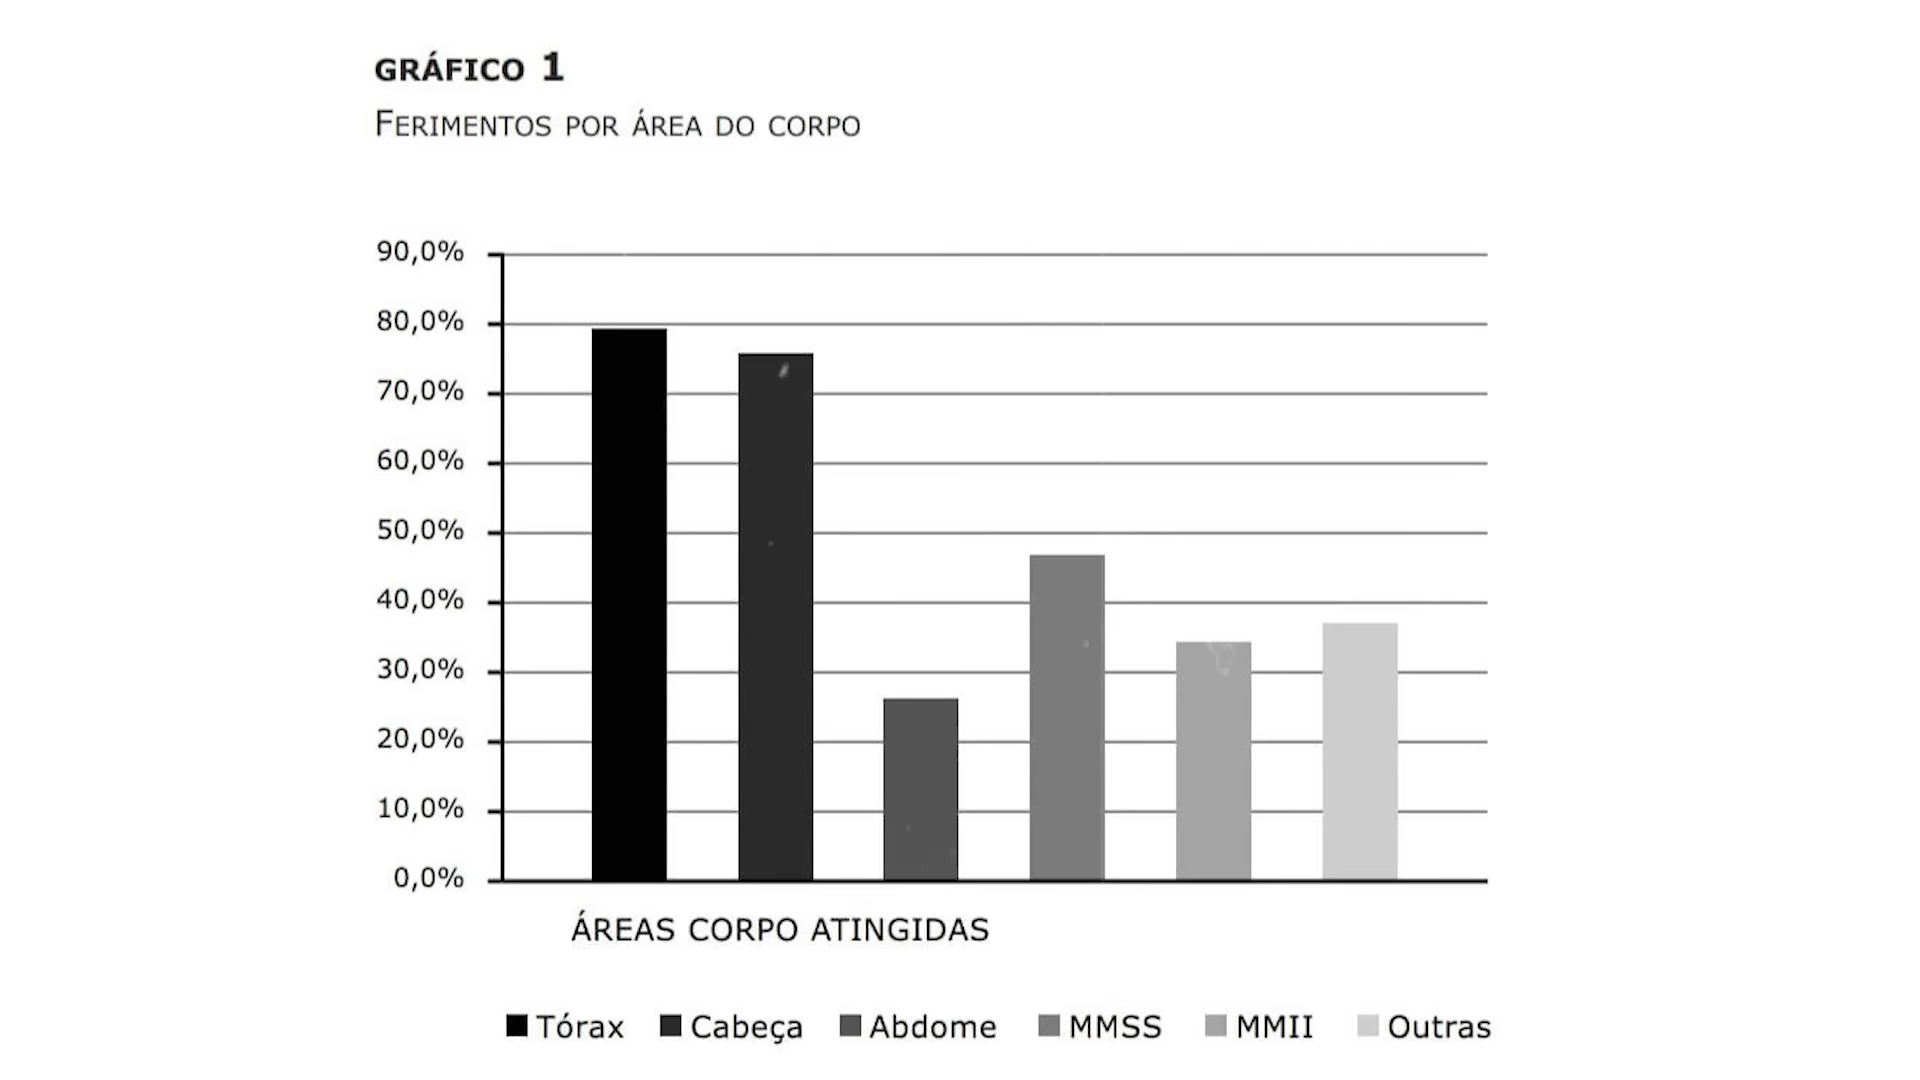 GRÁFICO 1
FERIMENTOS POR ÁREA DO CORPO
90,0%
80,0%
70,0%
60,0%
50,0%
40,0%
30,0%
20,0%
10,0%
0,0%
ÁREAS CORPO ATINGIDAS
Tórax Cabeça Abdome MMSS MMII Outras